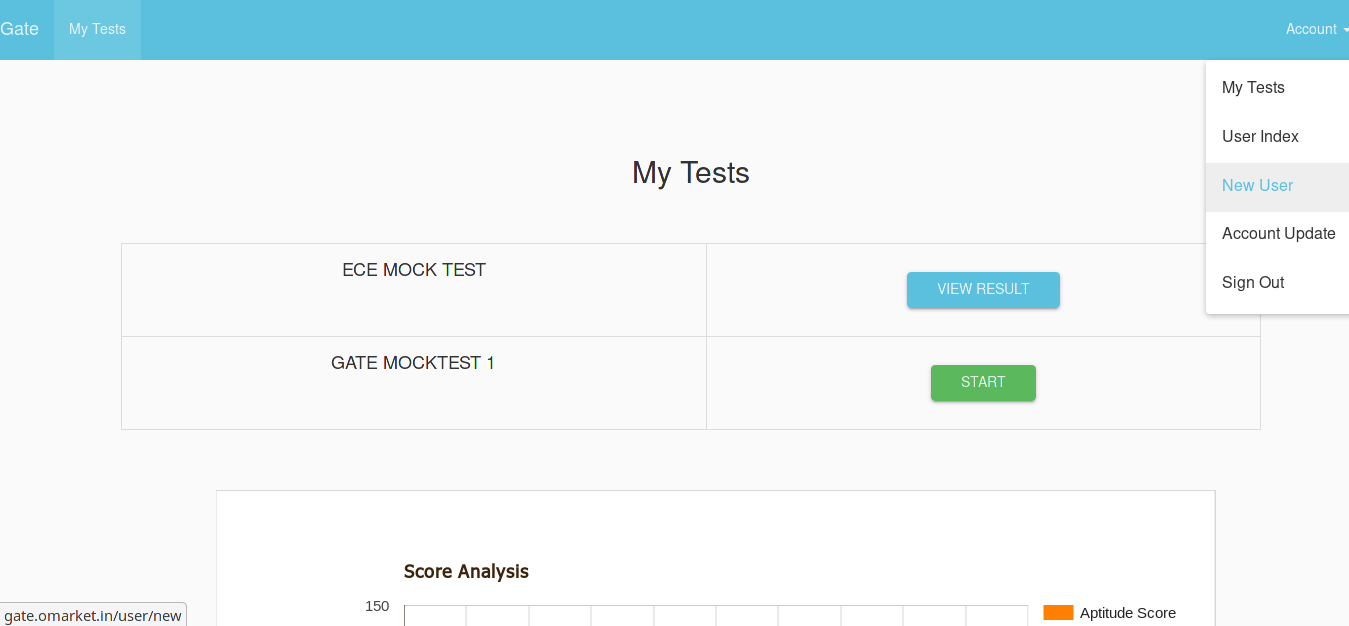 Gate
My Tests
Account
My Tests
User Index
New User
Account Update
Sign Out
My Tests
ECE MOCK TEST
VIEW RESULT
GATE MOCKTEST 1
START
Score Analysis
150
Aptitude Score
gate.omarket.in/user/new